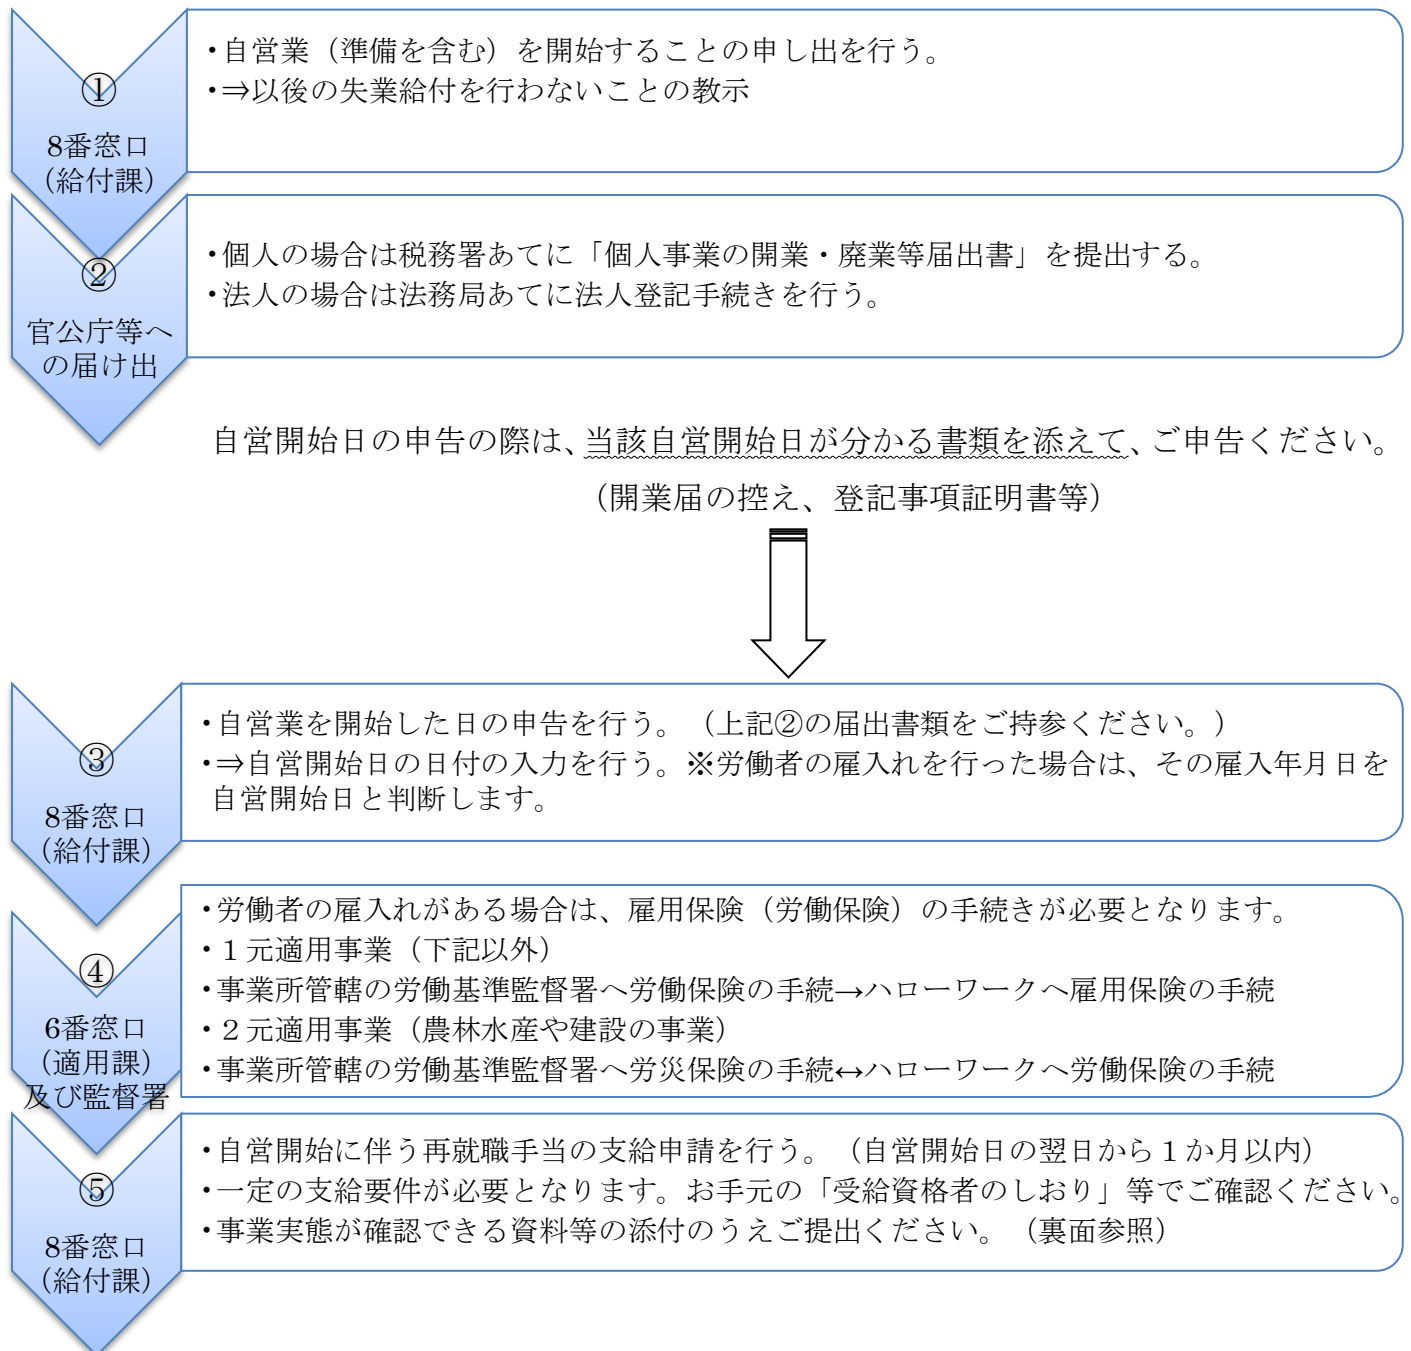 ①
8番窓口
（給付課）
・自営業（準備を含む）を開始することの申し出を行う。
・⇒以後の失業給付を行わないことの教示
②
官公庁等へ
の届け出
・個人の場合は税務署あてに「個人事業の開業・廃業等届出書」を提出する。
・法人の場合は法務局あてに法人登記手続きを行う。
自営開始日の申告の際は、当該自営開始日が分かる書類を添えて、ご申告ください。
（開業届の控え、登記事項証明書等）
③
8番窓口
（給付課）
・自営業を開始した日の申告を行う。（上記②の届出書類をご持参ください。）
・⇒自営開始日の日付の入力を行う。※労働者の雇入れを行った場合は、その雇入年月日を
自営開始日と判断します。
④
6番窓口
（適用課）
及び監督署
・労働者の雇入れがある場合は、雇用保険（労働保険）の手続きが必要となります。
・１元適用事業（下記以外）
・事業所管轄の労働基準監督署へ労働保険の手続→ハローワークへ雇用保険の手続
・２元適用事業（農林水産や建設の事業）
・事業所管轄の労働基準監督署へ労災保険の手続↔ハローワークへ労働保険の手続
⑤
8番窓口
（給付課）
・自営開始に伴う再就職手当の支給申請を行う。（自営開始日の翌日から１か月以内）
・一定の支給要件が必要となります。お手元の「受給資格者のしおり」等でご確認ください。
・事業実態が確認できる資料等の添付のうえご提出ください。（裏面参照）